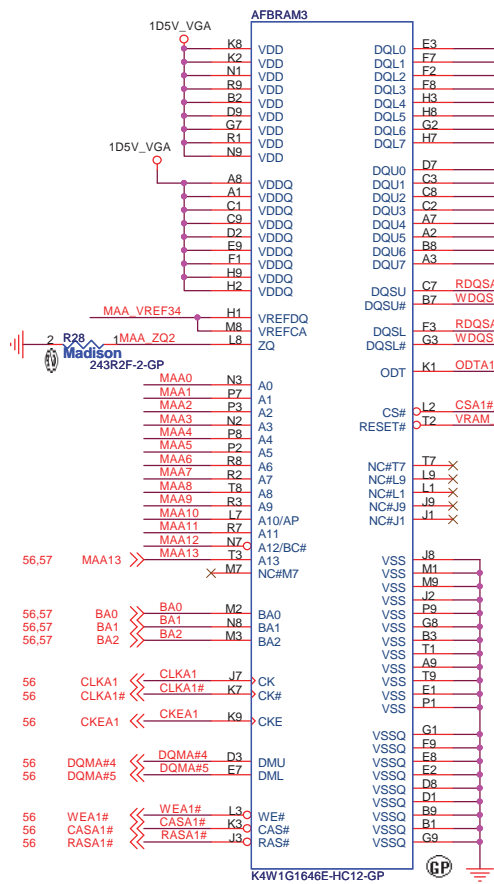 AFBRAM3
1D5V_VGA
K8 VDD DQL0 E3
K2 VDD DQL1 F7
N1 VDD DQL2 F2
R9 VDD DQL3 F8
B2 VDD DQL4 H3
D9 VDD DQL5 H8
G7 VDD DQL6 G2
R1 VDD DQL7 H7
N9 VDD
1D5V_VGA
DQU0 D7
A8 VDDQ DQU1 C3
A1 VDDQ DQU2 C8
C1 VDDQ DQU3 C2
C9 VDDQ DQU4 A7
D2 VDDQ DQU5 A2
E9 VDDQ DQU6 B8
F1 VDDQ DQU7 A3
H9 VDDQ
H2 VDDQ DQSU C7 RDQSA
DQSU# B7 WDQS
MAA_VREF34 H1 VREFDQ
M8 VREFCA DQSL F3 RDQSA
2 R28 1 MAA_ZQ2 L8 ZQ DQSL# G3 WDQS
Madison
243R2F-2-GP
ODT K1 ODTA1
MAA0 N3 A0
MAA1 P7 A1
MAA2 P3 A2 CS# L2 CSA1#
MAA3 N2 A3 RESET# T2 VRAM
MAA4 P8 A4
MAA5 P2 A5
MAA6 R8 A6 NC#T7 T7
MAA7 R2 A7 NC#L9 L9
MAA8 T8 A8 NC#L1 L1
MAA9 R3 A9 NC#J9 J9
MAA10 L7 A10/AP NC#J1 J1
MAA11 R7 A11
MAA12 N7 A12/BC#
56,57 MAA13 MAA13 T3 A13 VSS J8
M7 NC#M7 VSS M1
VSS M9
VSS J2
56,57 BA0 BA0 M2 BA0 VSS P9
56,57 BA1 BA1 N8 BA1 VSS G8
56,57 BA2 BA2 M3 BA2 VSS B3
VSS T1
VSS A9
56 CLKA1 CLKA1 J7 CK VSS T9
56 CLKA1# CLKA1# K7 CK# VSS E1
VSS P1
56 CKEA1 CKEA1 K9 CKE
VSSQ G1
VSSQ F9
56 DQMA#4 DQMA#4 D3 DMU VSSQ E8
56 DQMA#5 DQMA#5 E7 DML VSSQ E2
VSSQ D8
VSSQ D1
56 WEA1# WEA1# L3 WE# VSSQ B9
56 CASA1# CASA1# K3 CAS# VSSQ B1
56 RASA1# RASA1# J3 RAS# VSSQ G9
K4W1G1646E-HC12-GP
GP